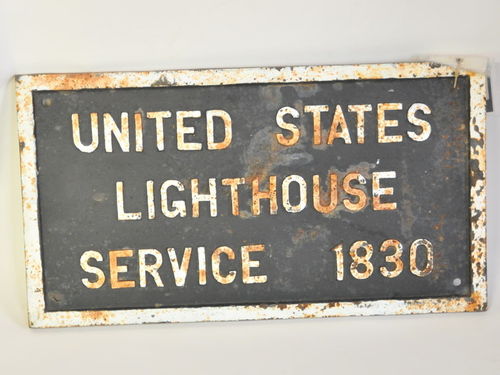 UNITED STATES
LIGHTHOUSE
SERVICE 1830